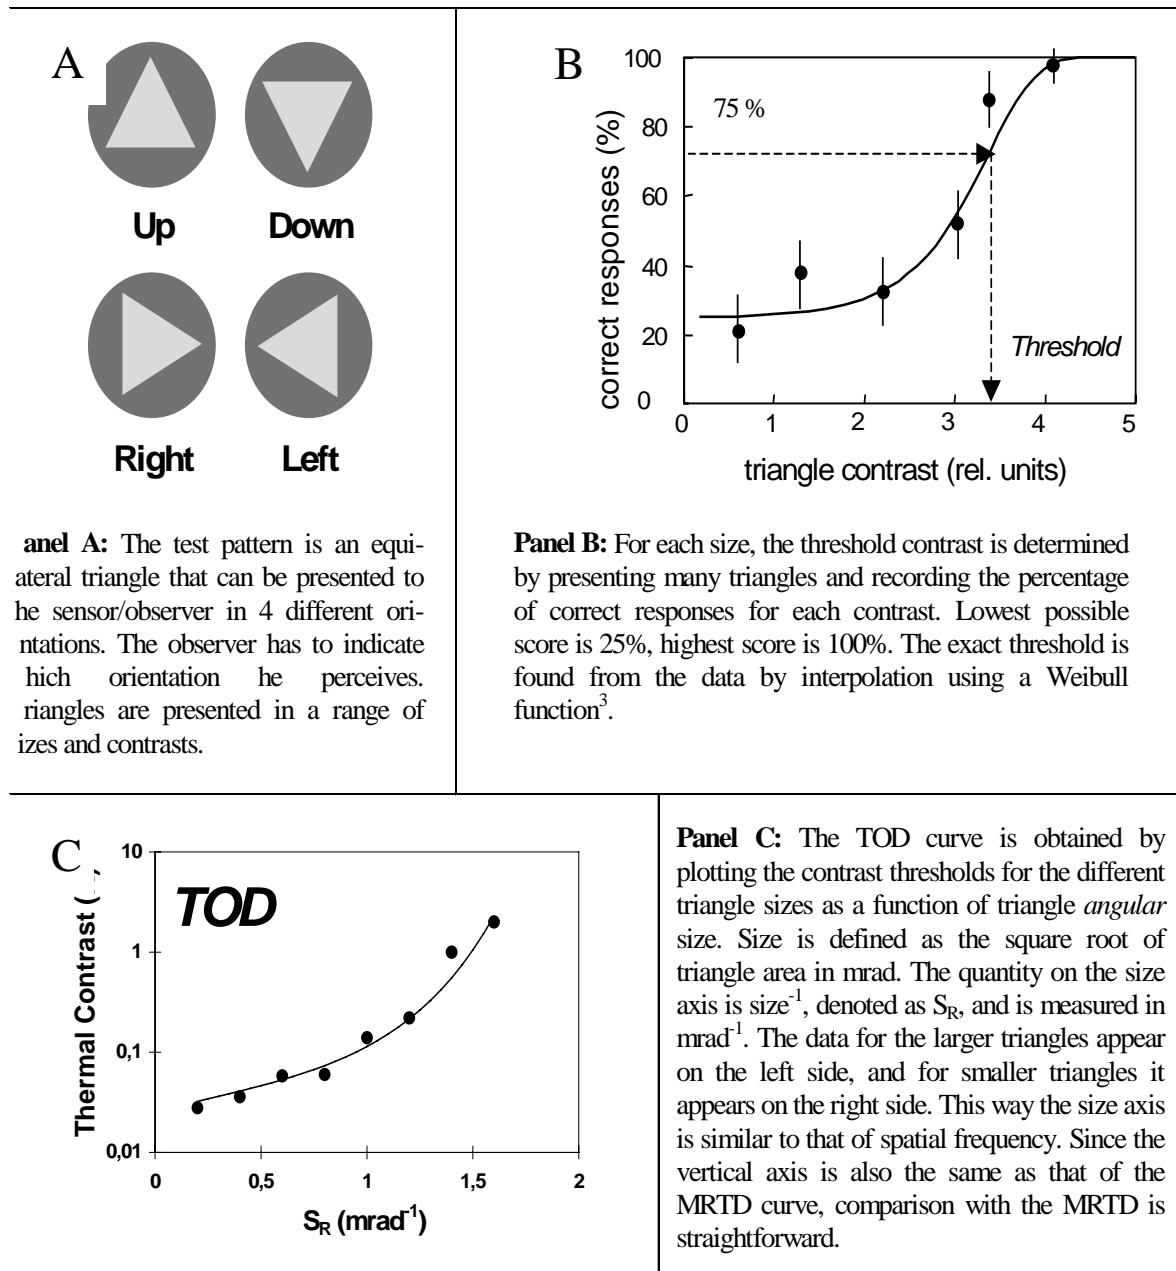 A
Up Down
Right Left
anel A: The test pattern is an equi-
ateral triangle that can be presented to
he sensor/observer in 4 different ori-
ntations. The observer has to indicate
hich orientation he perceives.
riangles are presented in a range of
izes and contrasts.
B
correct responses (%)
100
80
60
40
20
0
75 %
Threshold
0 1 2 3 4 5
triangle contrast (rel. units)
Panel B: For each size, the threshold contrast is determined
by presenting many triangles and recording the percentage
of correct responses for each contrast. Lowest possible
score is 25%, highest score is 100%. The exact threshold is
found from the data by interpolation using a Weibull
function³.
C
Thermal Contrast (
10
1
0,1
0,01
TOD
0 0,5 1 1,5 2
S_R (mrad⁻¹)
Panel C: The TOD curve is obtained by
plotting the contrast thresholds for the different
triangle sizes as a function of triangle angular
size. Size is defined as the square root of
triangle area in mrad. The quantity on the size
axis is size⁻¹, denoted as S_R, and is measured in
mrad⁻¹. The data for the larger triangles appear
on the left side, and for smaller triangles it
appears on the right side. This way the size axis
is similar to that of spatial frequency. Since the
vertical axis is also the same as that of the
MRTD curve, comparison with the MRTD is
straightforward.